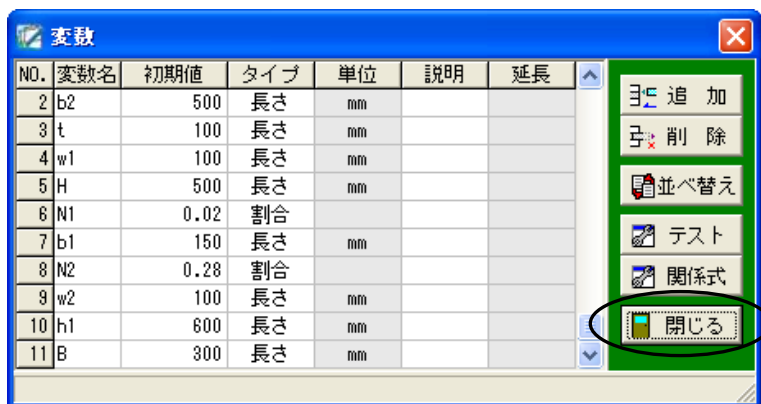 変数
NO. 変数名 初期値 タイプ 単位 説明 延長
2 b2 500 長さ mm
3 t 100 長さ mm
4 w1 100 長さ mm
5 H 500 長さ mm
6 N1 0.02 割合
7 b1 150 長さ mm
8 N2 0.28 割合
9 w2 100 長さ mm
10 h1 600 長さ mm
11 B 300 長さ mm
追 加
削 除
並べ替え
テスト
関係式
閉じる